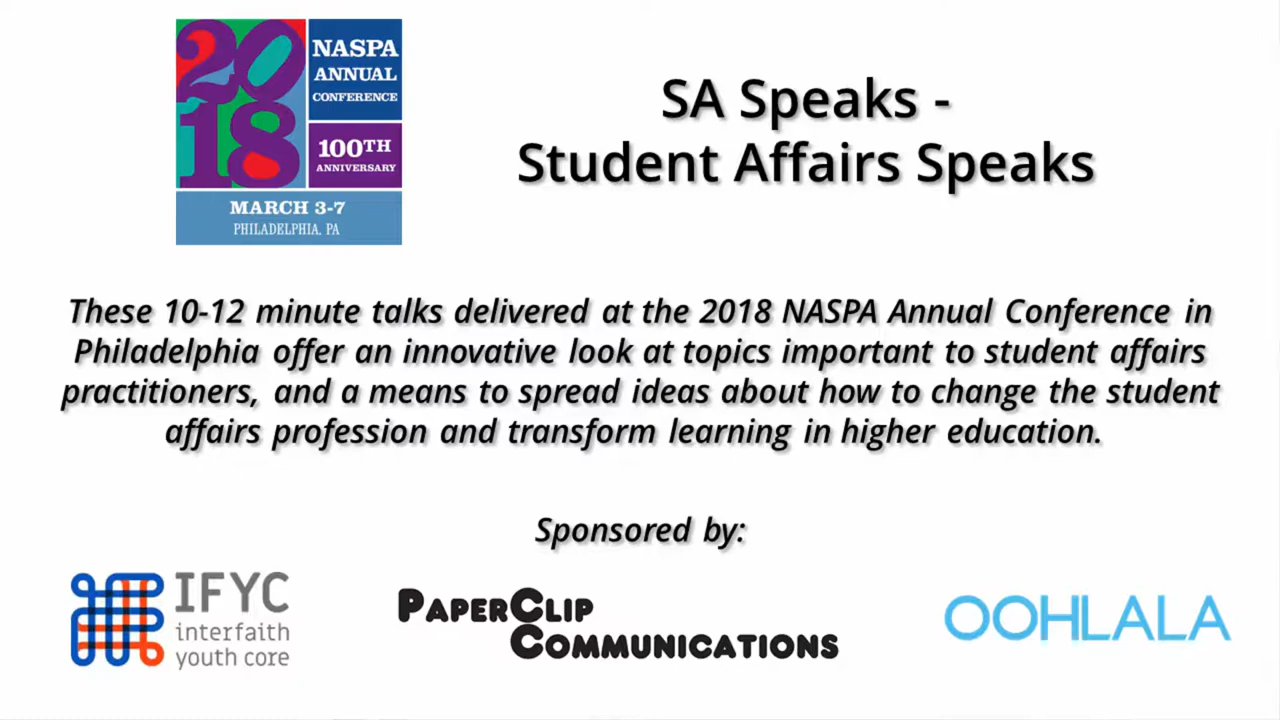 2018
NASPA
ANNUAL
CONFERENCE
100TH
ANNIVERSARY
MARCH 3-7
PHILADELPHIA, PA
SA Speaks -
Student Affairs Speaks
These 10-12 minute talks delivered at the 2018 NASPA Annual Conference in
Philadelphia offer an innovative look at topics important to student affairs
practitioners, and a means to spread ideas about how to change the student
affairs profession and transform learning in higher education.
Sponsored by:
IFYC
interfaith
youth core
PAPERCLIP
COMMUNICATIONS
OOHLALA